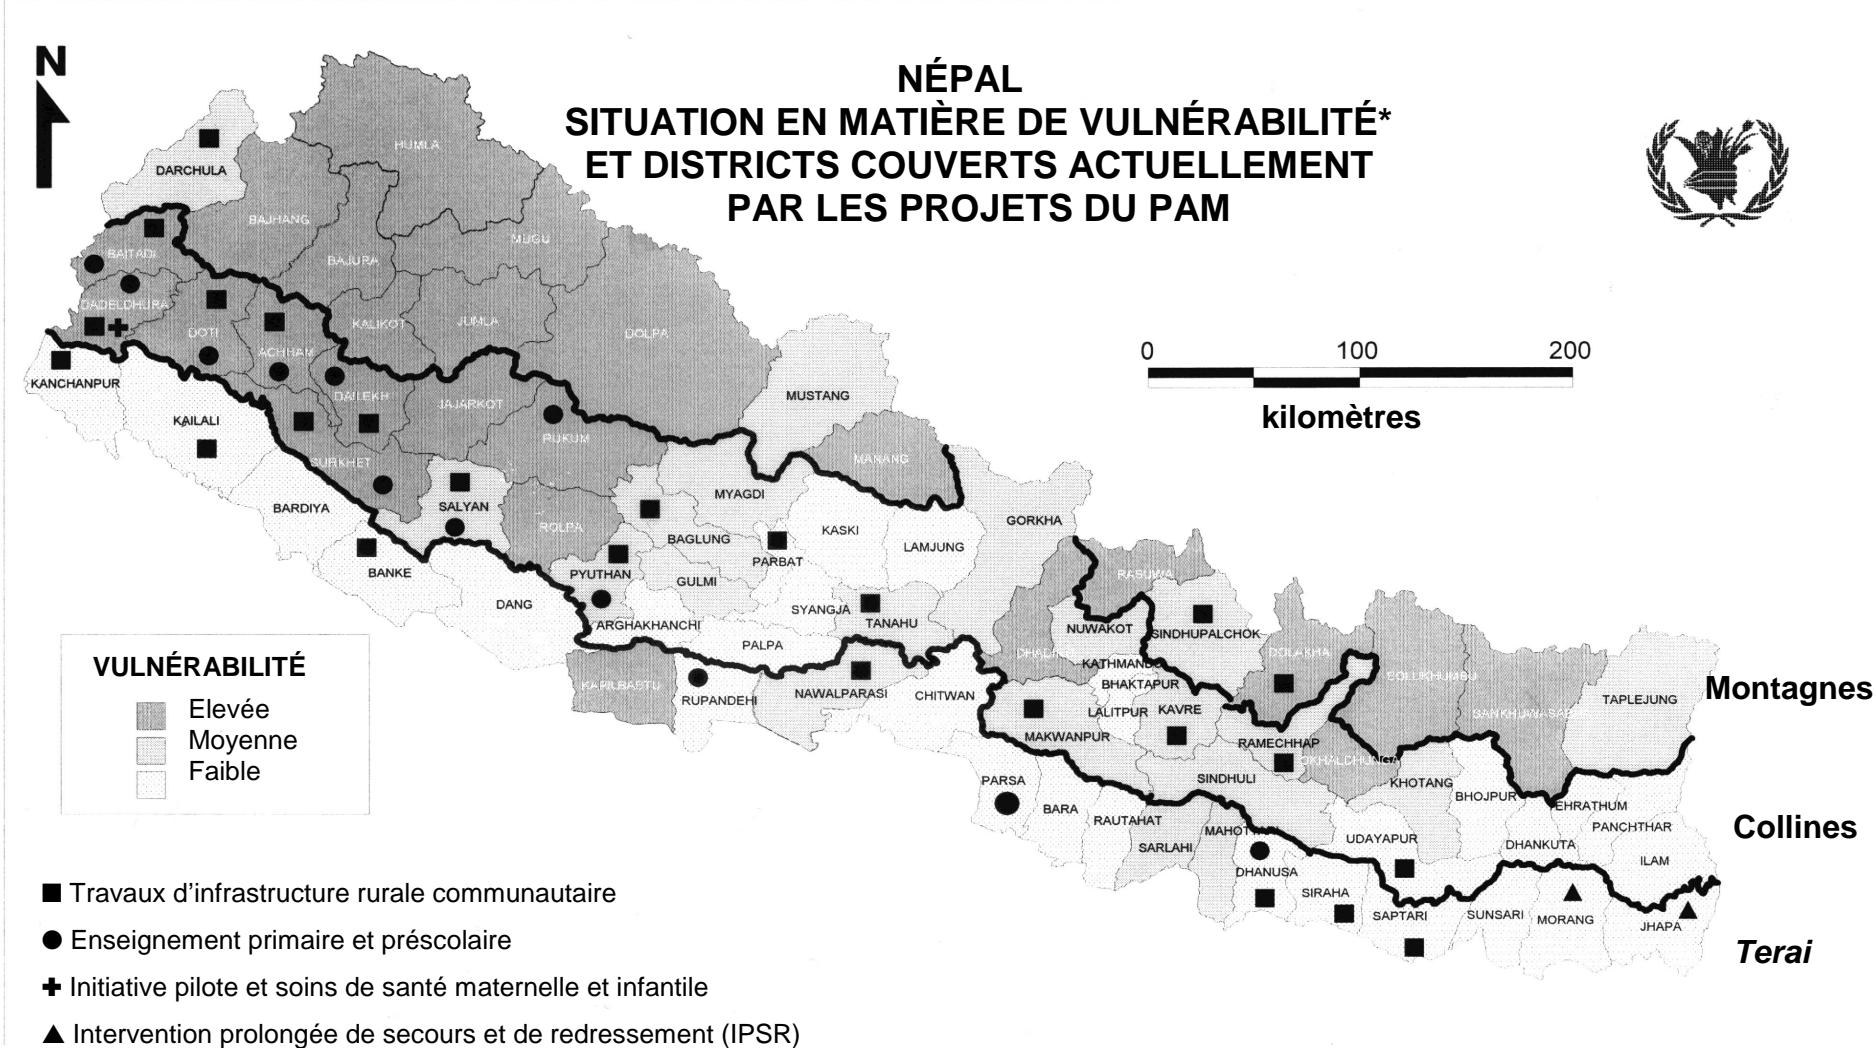 N
NÉPAL
SITUATION EN MATIÈRE DE VULNÉRABILITÉ*
ET DISTRICTS COUVERTS ACTUELLEMENT
PAR LES PROJETS DU PAM
HUMLA
DARCHULA
BAJHANG
MUGU
BAITADI
BAJURA
DADELDHURA
KALIKOT
JUMLA
DOTI
DOLPA
ACHHAM
0 100 200
kilomètres
KANCHANPUR
DAILEKH
JAJARKOT
MUSTANG
KAILALI
RUKUM
SURKHET
MANANG
MYAGDI
BARDIYA
SALYAN
ROLPA
KASKI
GORKHA
BAGLUNG
LAMJUNG
PARBAT
BANKE
PYUTHAN
GULMI
RASUWA
DANG
SYANGJA
TANAHU
ARGHAKHANCHI
NUWAKOT
SINDHUPALCHOK
PALPA
DHADING
DOLAKHA
KATHMANDU
VULNÉRABILITÉ
KAPILBASTU
BHAKTAPUR
SOLUKHUMBU
Montagnes
RUPANDEHI
NAWALPARASI
CHITWAN
TAPLEJUNG
Elevée
LALITPUR
KAVRE
Moyenne
MAKWANPUR
RAMECHHAP
Faible
OKHALDHUNGA
PARSA
SINDHULI
KHOTANG
BHOJPUR
BARA
RAUTAHAT
PANCHTHAR
Collines
SARLAHI
UDAYAPUR
DHANKUTA
ILAM
DHANUSA
SIRAHA
SAPTARI
SUNSARI
MORANG
JHAPA
Terai
Travaux d'infrastructure rurale communautaire
Enseignement primaire et préscolaire
Initiative pilote et soins de santé maternelle et infantile
Intervention prolongée de secours et de redressement (IPSR)